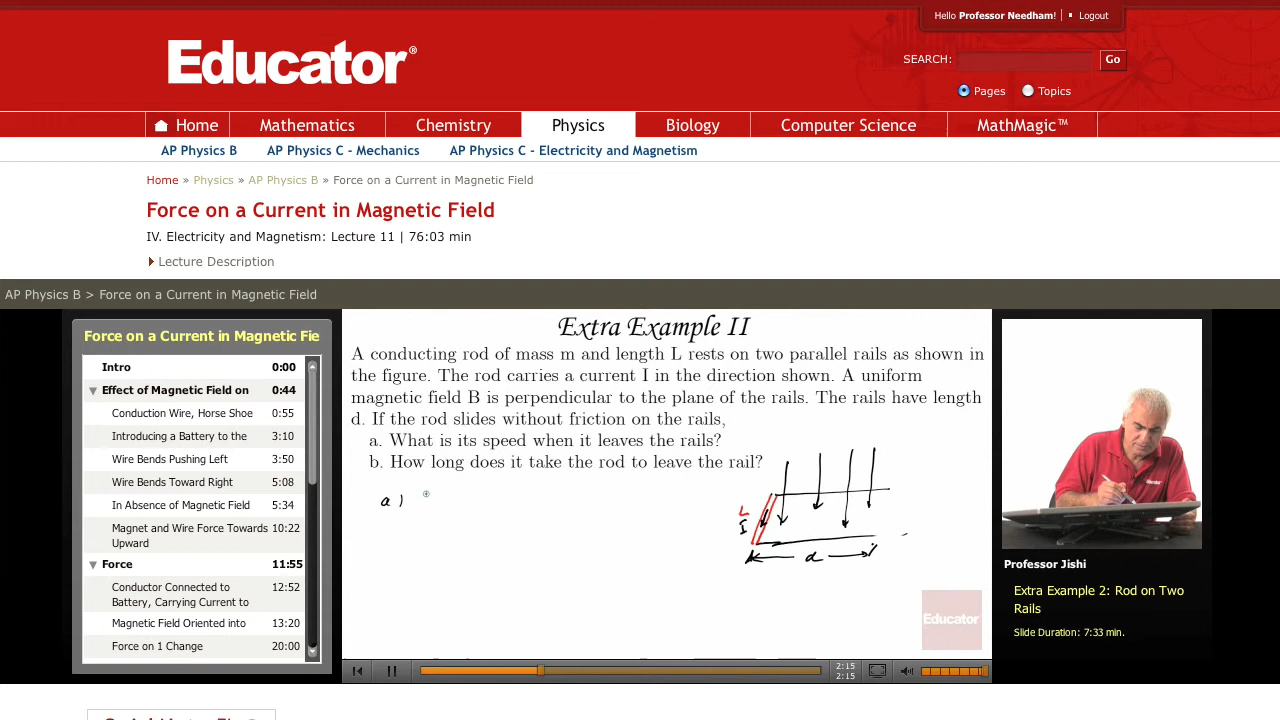 Hello Professor Needham! Logout
Educator®
SEARCH: Go
Pages Topics
Home Mathematics Chemistry Physics Biology Computer Science MathMagic™
AP Physics B AP Physics C - Mechanics AP Physics C - Electricity and Magnetism
Home » Physics » AP Physics B » Force on a Current in Magnetic Field
Force on a Current in Magnetic Field
IV. Electricity and Magnetism: Lecture 11 | 76:03 min
Lecture Description
AP Physics B > Force on a Current in Magnetic Field
Force on a Current in Magnetic Fie
Intro 0:00
Effect of Magnetic Field on 0:44
Conduction Wire, Horse Shoe 0:55
Introducing a Battery to the 3:10
Wire Bends Pushing Left 3:50
Wire Bends Toward Right 5:08
In Absence of Magnetic Field 5:34
Magnet and Wire Force Towards 10:22
Upward
Force 11:55
Conductor Connected to 12:52
Battery, Carrying Current to
Magnetic Field Oriented into 13:20
Force on 1 Change 20:00
Extra Example II
A conducting rod of mass m and length L rests on two parallel rails as shown in
the figure. The rod carries a current I in the direction shown. A uniform
magnetic field B is perpendicular to the plane of the rails. The rails have length
d. If the rod slides without friction on the rails,
a. What is its speed when it leaves the rails?
b. How long does it take the rod to leave the rail?
a)
L
I
d
Educator
2:15
2:15
Professor Jishi
Extra Example 2: Rod on Two
Rails
Slide Duration: 7:33 min.